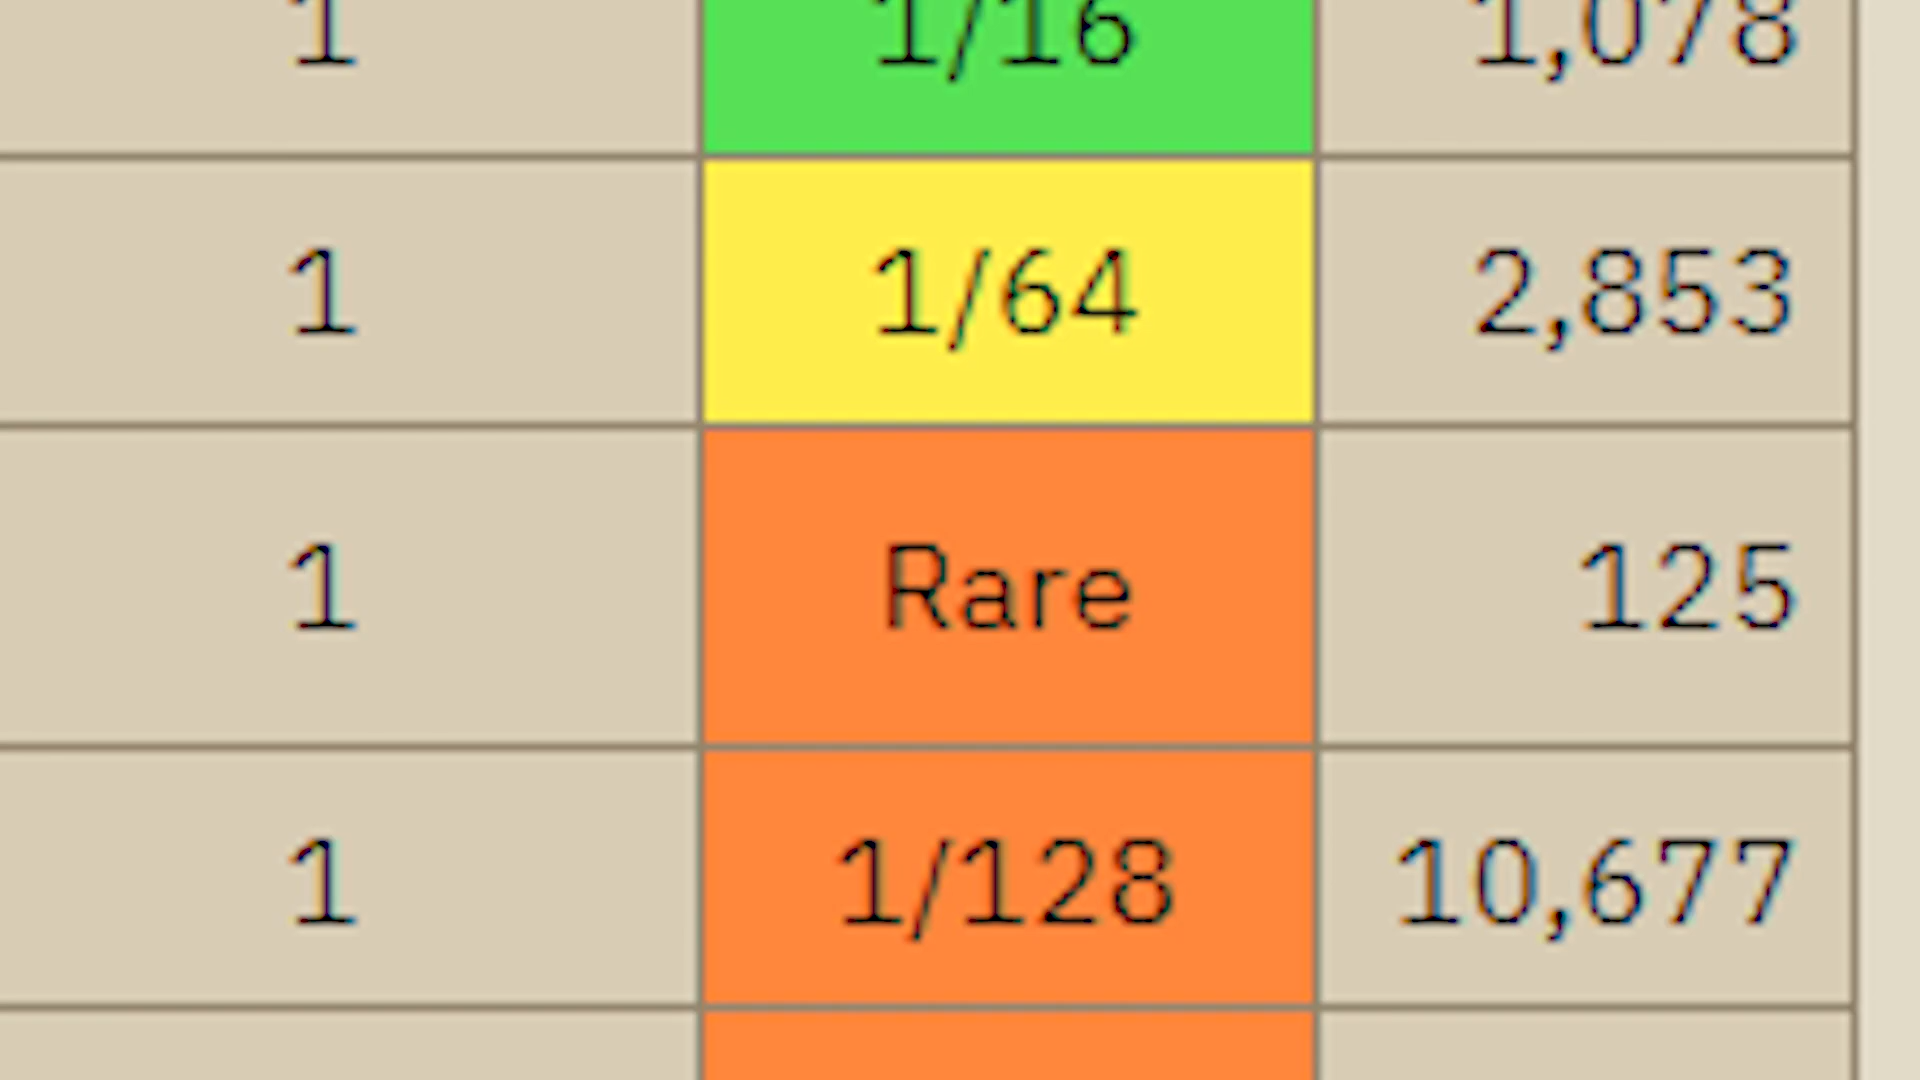 1 1/16 1,078
1 1/64 2,853
1 Rare 125
1 1/128 10,677